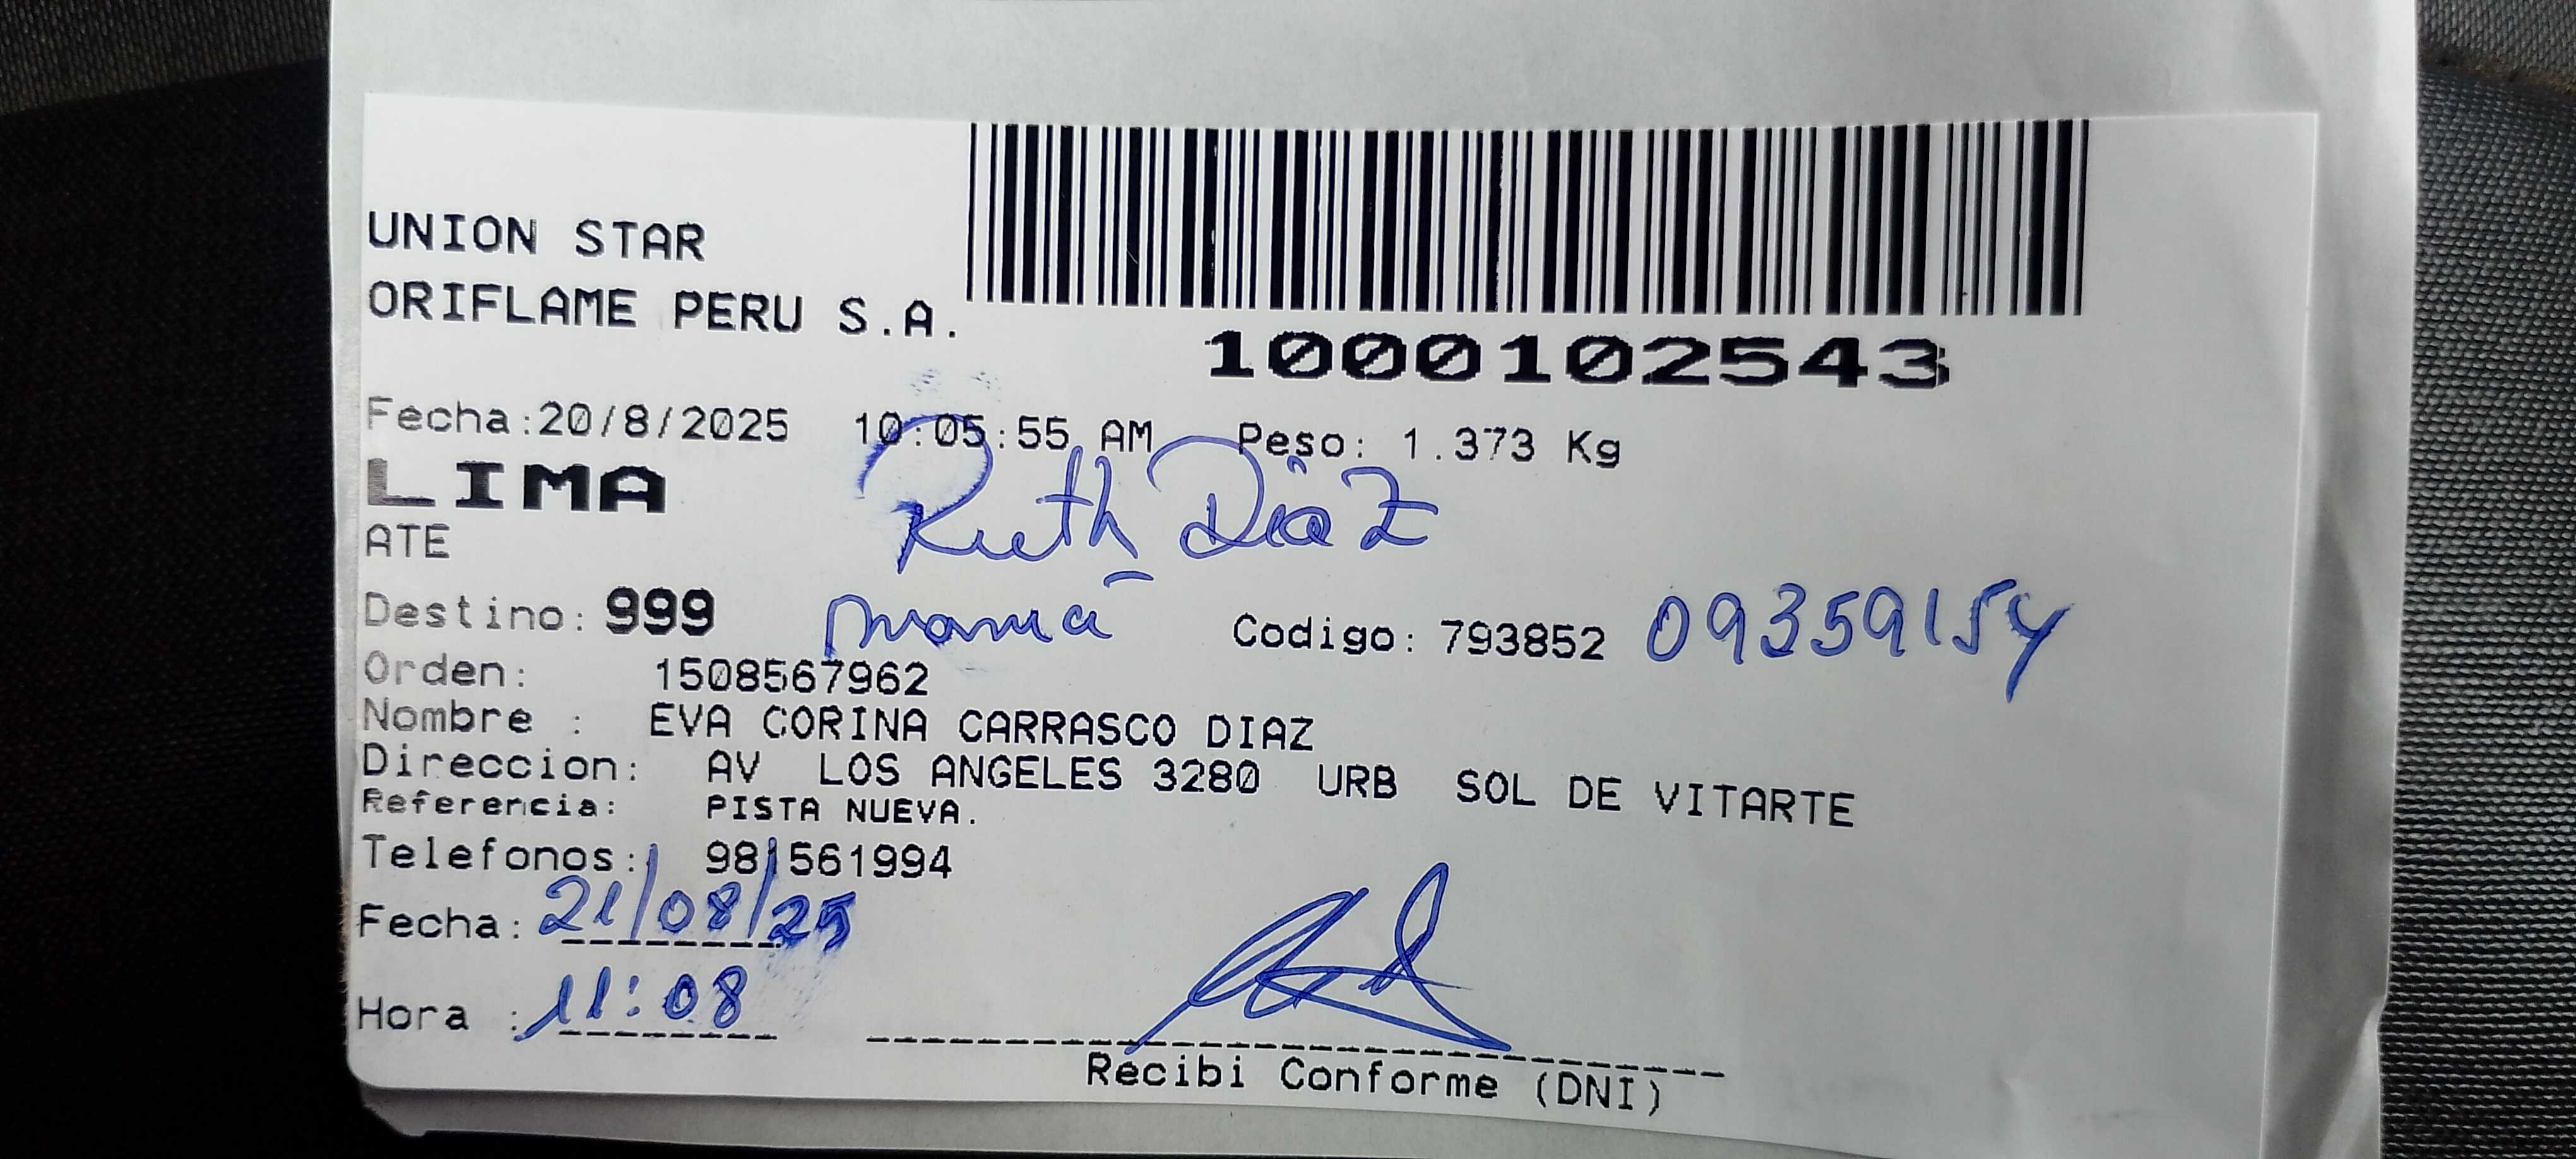 UNION STAR
ORIFLAME PERU S.A.
1000102543
Fecha:20/8/2025 10:05:55 AM Peso: 1.373 Kg
LIMA
Ruth Diaz
ATE
Destino: 999 mamá Codigo: 793852 09359154
Orden: 1508567962
Nombre : EVA CORINA CARRASCO DIAZ
Direccion: AV LOS ANGELES 3280 URB SOL DE VITARTE
Referencia: PISTA NUEVA.
Telefonos: 981561994
Fecha: 21/08/25
Hora : 11:08
Recibi Conforme (DNI)